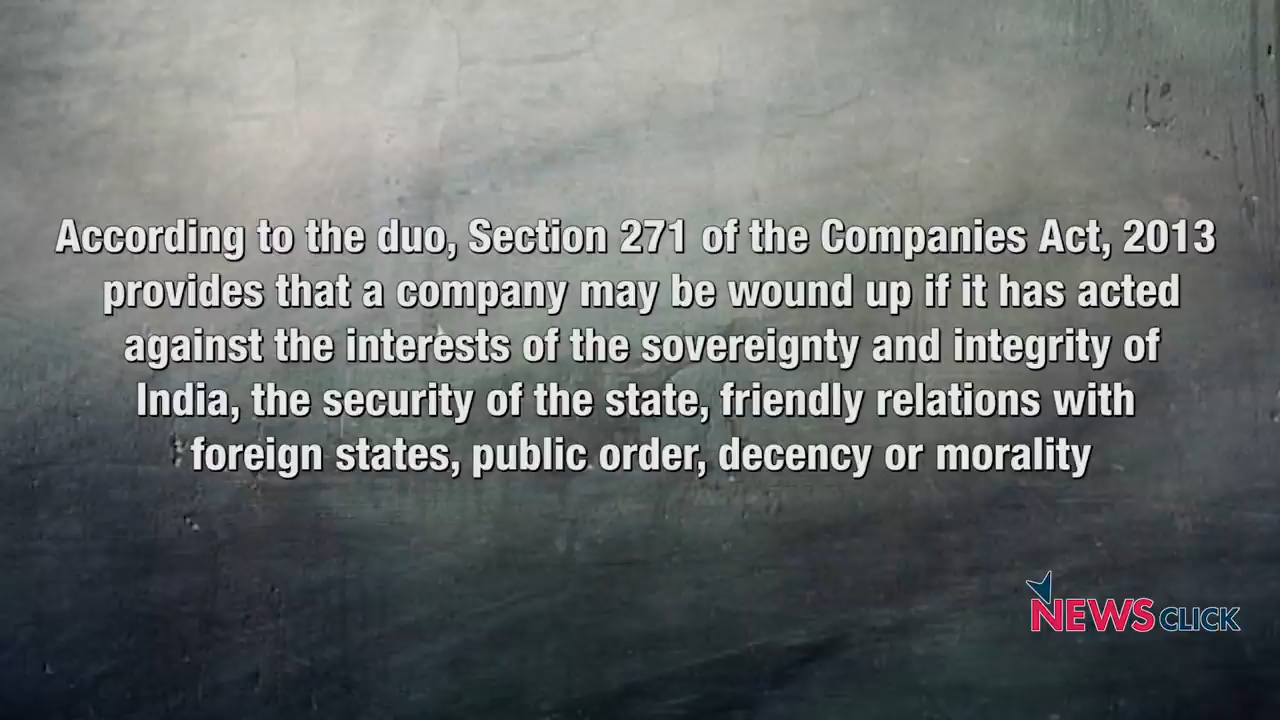 According to the duo, Section 271 of the Companies Act, 2013
provides that a company may be wound up if it has acted
against the interests of the sovereignty and integrity of
India, the security of the state, friendly relations with
foreign states, public order, decency or morality
NEWSCLICK